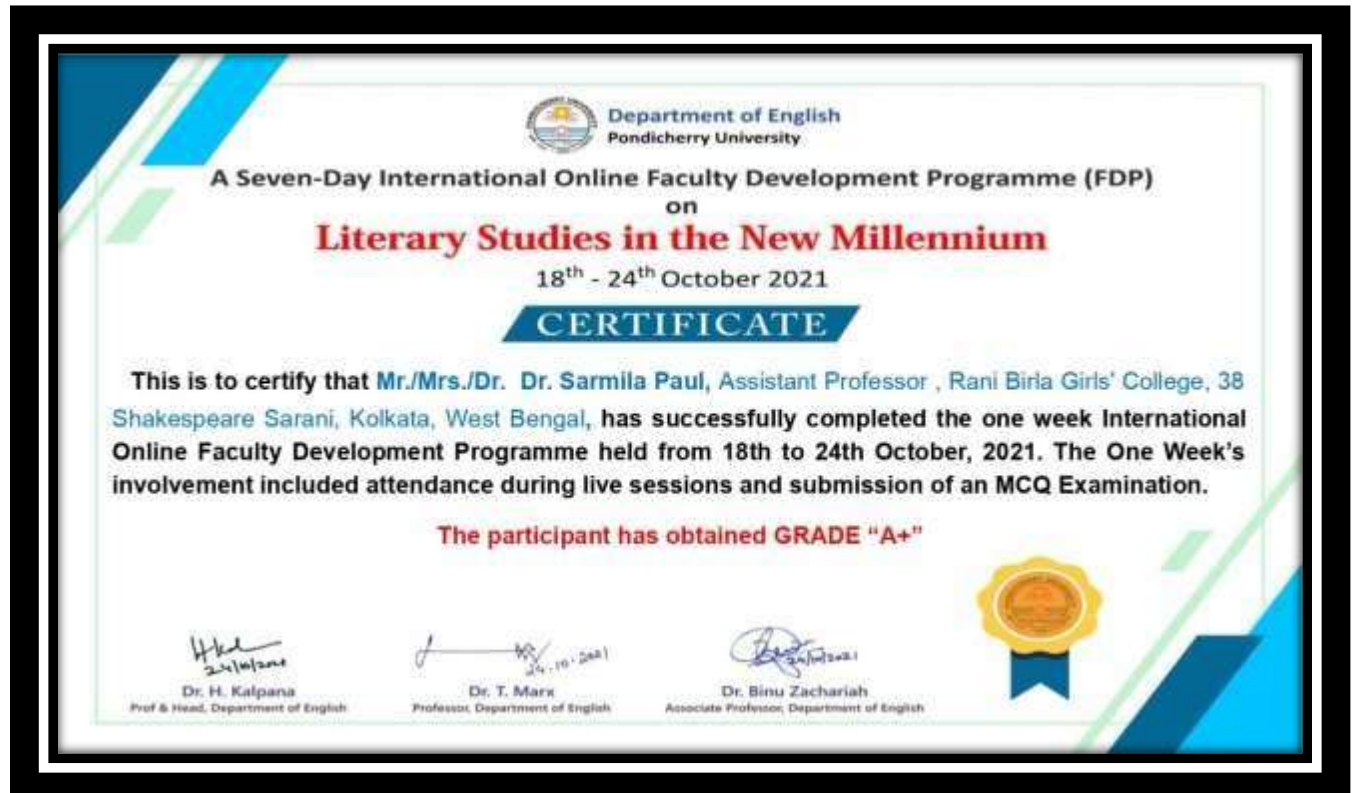 Department of English
Pondicherry University
A Seven-Day International Online Faculty Development Programme (FDP)
on
Literary Studies in the New Millennium
18th - 24th October 2021
CERTIFICATE
This is to certify that Mr./Mrs./Dr. Dr. Sarmila Paul, Assistant Professor , Rani Birla Girls' College, 38
Shakespeare Sarani, Kolkata, West Bengal, has successfully completed the one week International
Online Faculty Development Programme held from 18th to 24th October, 2021. The One Week's
involvement included attendance during live sessions and submission of an MCQ Examination.
The participant has obtained GRADE “A+”
24-10-2021
Dr. H. Kalpana
Prof & Head, Department of English
Dr. T. Marx
Professor, Department of English
Dr. Binu Zachariah
Associate Professor, Department of English